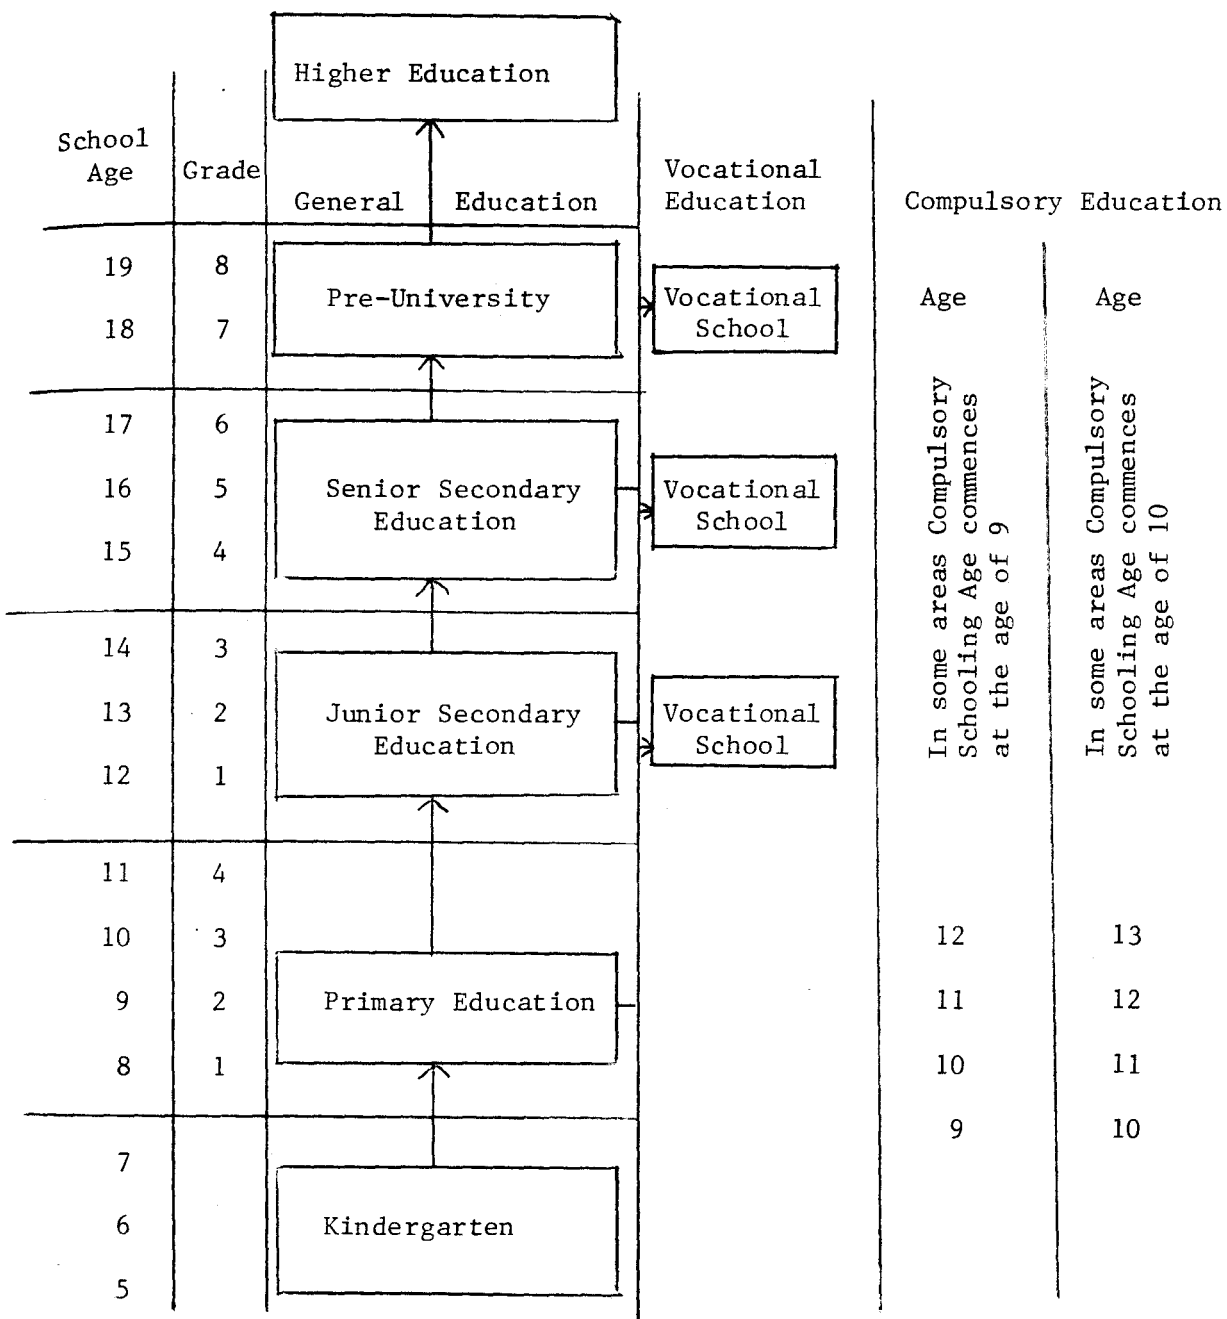 Higher Education
School
Age
Grade
General Education
Vocational
Education
Compulsory Education
19 8
Pre-University
Vocational
School
Age Age
18 7
17 6
16 5
Senior Secondary
Education
Vocational
School
15 4
In some areas Compulsory
Schooling Age commences
at the age of 9
In some areas Compulsory
Schooling Age commences
at the age of 10
14 3
13 2
Junior Secondary
Education
Vocational
School
12 1
11 4
10 3 12 13
9 2 Primary Education 11 12
8 1 10 11
9 10
7
6 Kindergarten
5